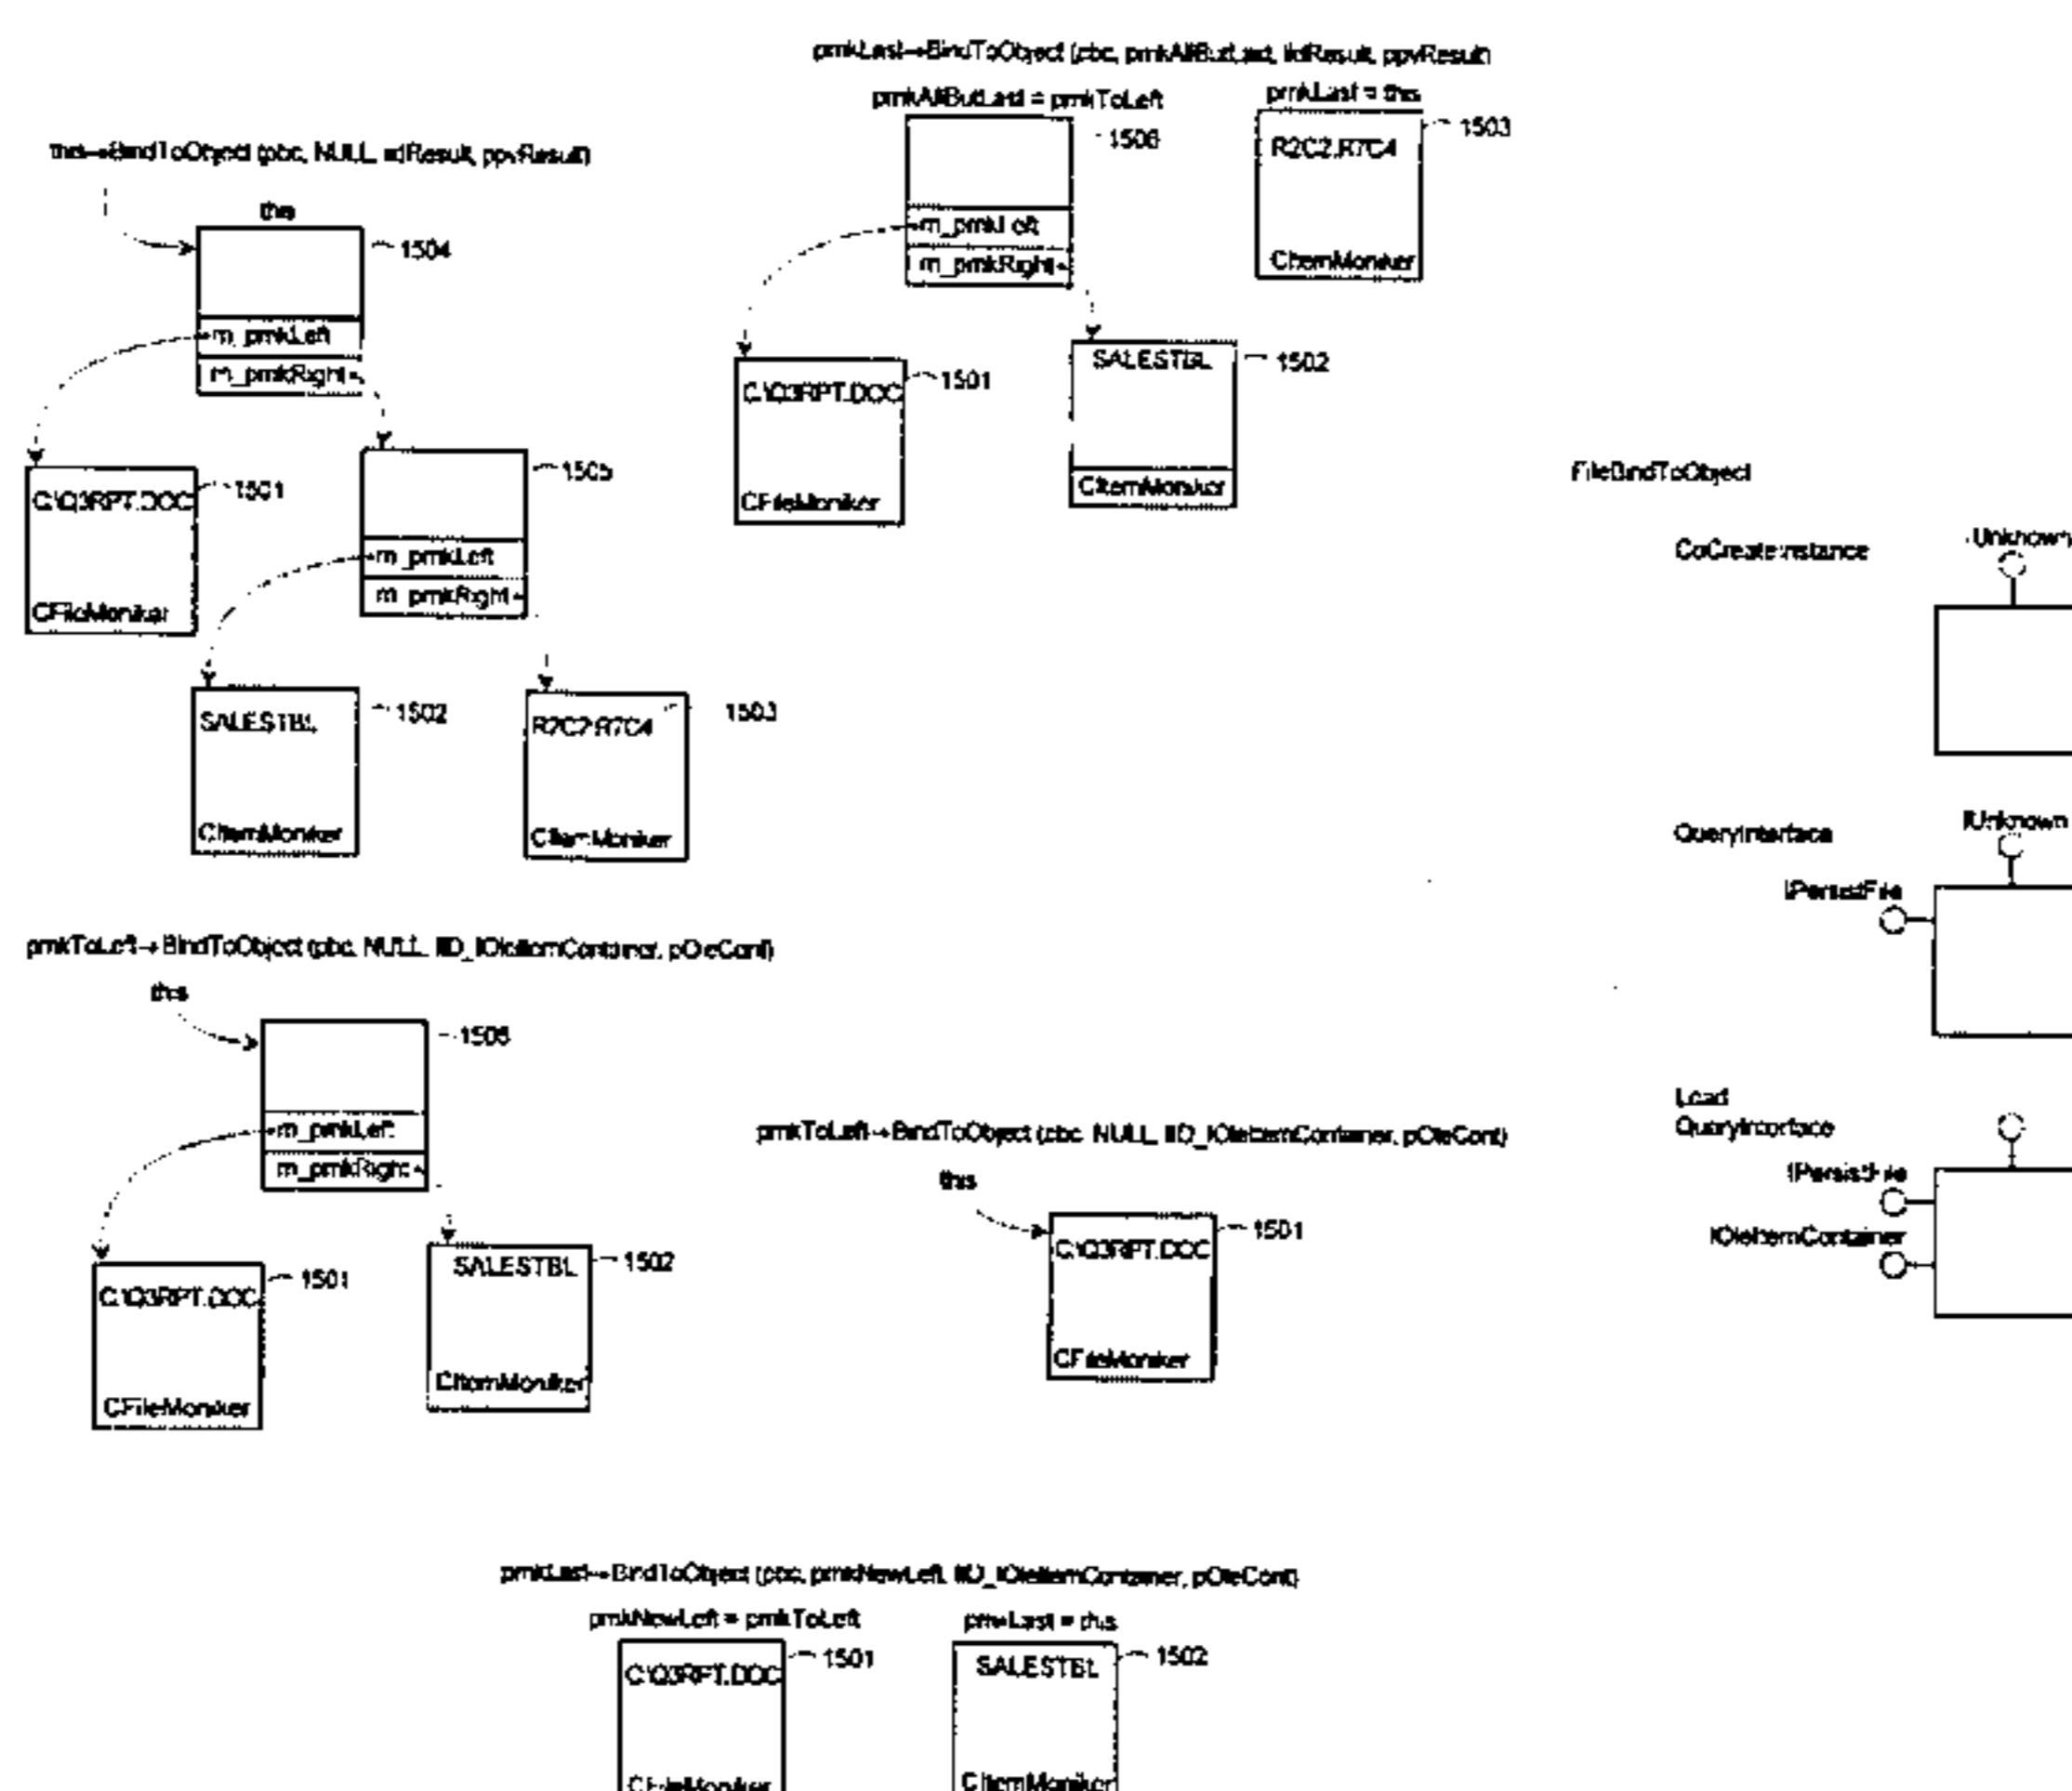 this→BindToObject (pbc, NULL, iidResult, ppvResult)
this
1504
m_pmkLeft
m_pmkRight
C:\Q3RPT.DOC
1501
CFileMoniker
1505
m_pmkLeft
m_pmkRight
SALESTBL
1502
CItemMoniker
R2C2:R7C4
1503
CItemMoniker
pmkLast→BindToObject (pbc, pmkAllButLast, iidResult, ppvResult)
pmkAllButLast = pmkToLeft
1506
m_pmkLeft
m_pmkRight
pmkLast = this
1503
R2C2:R7C4
CItemMoniker
C:\Q3RPT.DOC
1501
CFileMoniker
SALESTBL
1502
CItemMoniker
pmkToLeft→BindToObject (pbc, NULL, IID_IOleItemContainer, pOleCont)
this
1506
m_pmkLeft
m_pmkRight
C:\Q3RPT.DOC
1501
CFileMoniker
SALESTBL
1502
CItemMoniker
pmkToLeft→BindToObject (pbc, NULL, IID_IOleItemContainer, pOleCont)
this
C:\Q3RPT.DOC
1501
CFileMoniker
pmkLast→BindToObject (pbc, pmkNewLeft, IID_IOleItemContainer, pOleCont)
pmkNewLeft = pmkToLeft
C:\Q3RPT.DOC
1501
CFileMoniker
pmkLast = this
SALESTBL
1502
CItemMoniker
FileBindToObject
CoCreateInstance
IUnknown
QueryInterface
IUnknown
IPersistFile
Load
QueryInterface
IPersistFile
IOleItemContainer